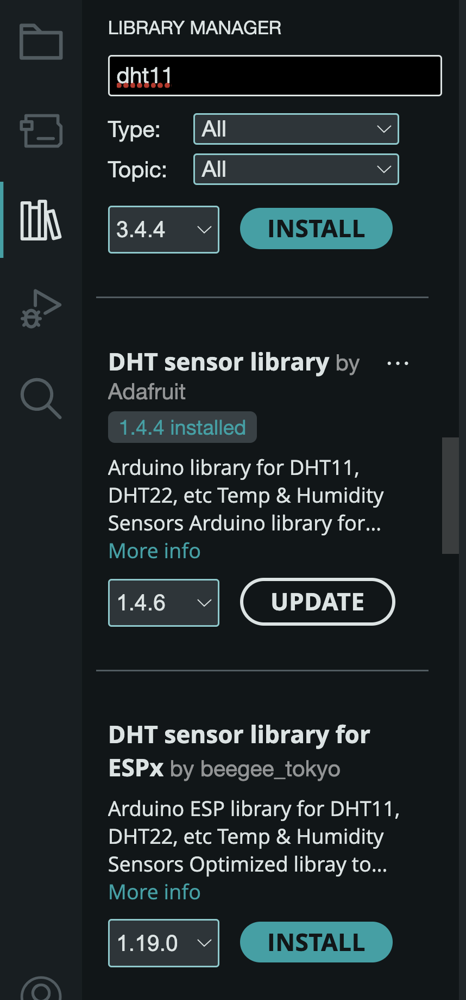 LIBRARY MANAGER
dht11
Type: All
Topic: All
3.4.4 INSTALL
DHT sensor library by ...
Adafruit
1.4.4 installed
Arduino library for DHT11,
DHT22, etc Temp & Humidity
Sensors Arduino library for...
More info
1.4.6 UPDATE
DHT sensor library for
ESPx by beegee_tokyo
Arduino ESP library for DHT11,
DHT22, etc Temp & Humidity
Sensors Optimized libray to...
More info
1.19.0 INSTALL